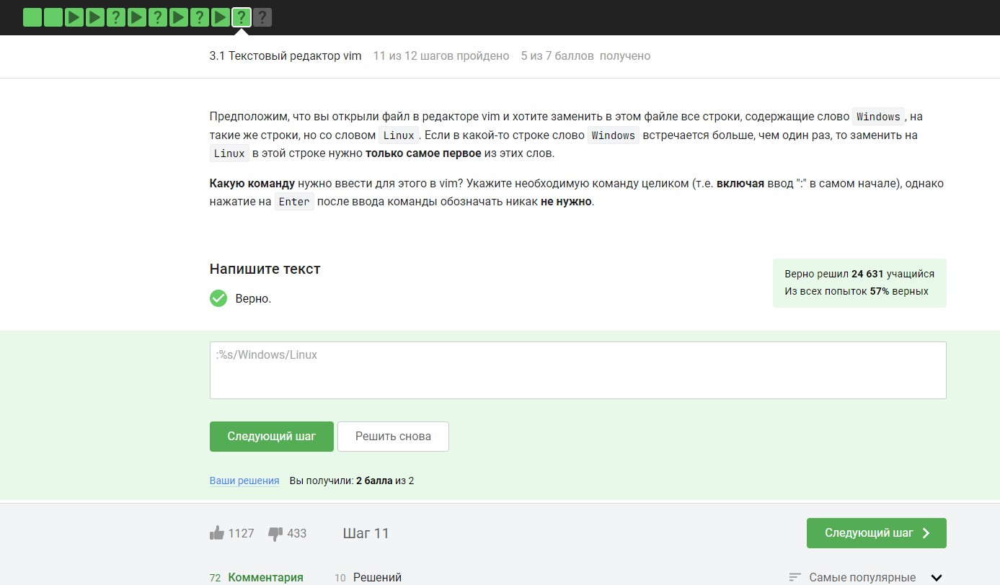 ? ? ? ? ?
3.1 Текстовый редактор vim 11 из 12 шагов пройдено 5 из 7 баллов получено
Предположим, что вы открыли файл в редакторе vim и хотите заменить в этом файле все строки, содержащие слово Windows, на
такие же строки, но со словом Linux. Если в какой-то строке слово Windows встречается больше, чем один раз, то заменить на
Linux в этой строке нужно только самое первое из этих слов.
Какую команду нужно ввести для этого в vim? Укажите необходимую команду целиком (т.е. включая ввод ":" в самом начале), однако
нажатие на Enter после ввода команды обозначать никак не нужно.
Напишите текст
Верно.
Верно решил 24 631 учащийся
Из всех попыток 57% верных
:%s/Windows/Linux
Следующий шаг Решить снова
Ваши решения Вы получили: 2 балла из 2
1127 433 Шаг 11 Следующий шаг
72 Комментария 10 Решений Самые популярные